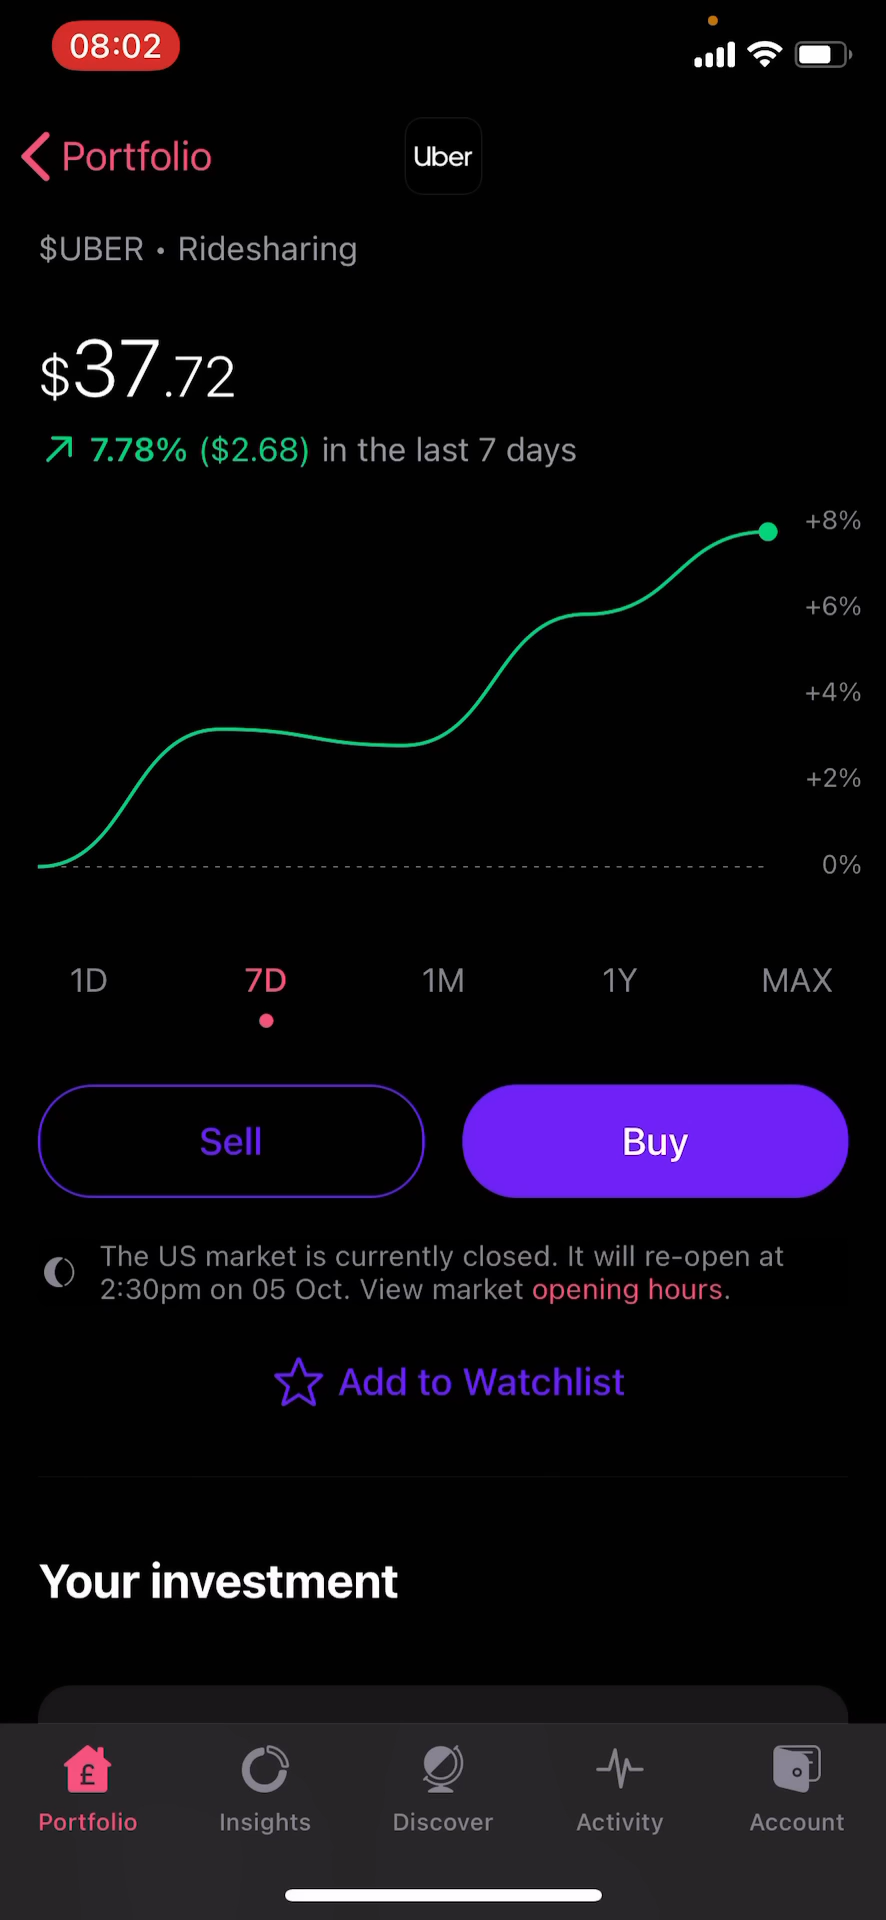 08:02
Portfolio
Uber
$UBER • Ridesharing
$37.72
7.78% ($2.68) in the last 7 days
+8%
+6%
+4%
+2%
0%
1D 7D 1M 1Y MAX
Sell Buy
The US market is currently closed. It will re-open at
2:30pm on 05 Oct. View market opening hours.
Add to Watchlist
Your investment
£
Portfolio Insights Discover Activity Account